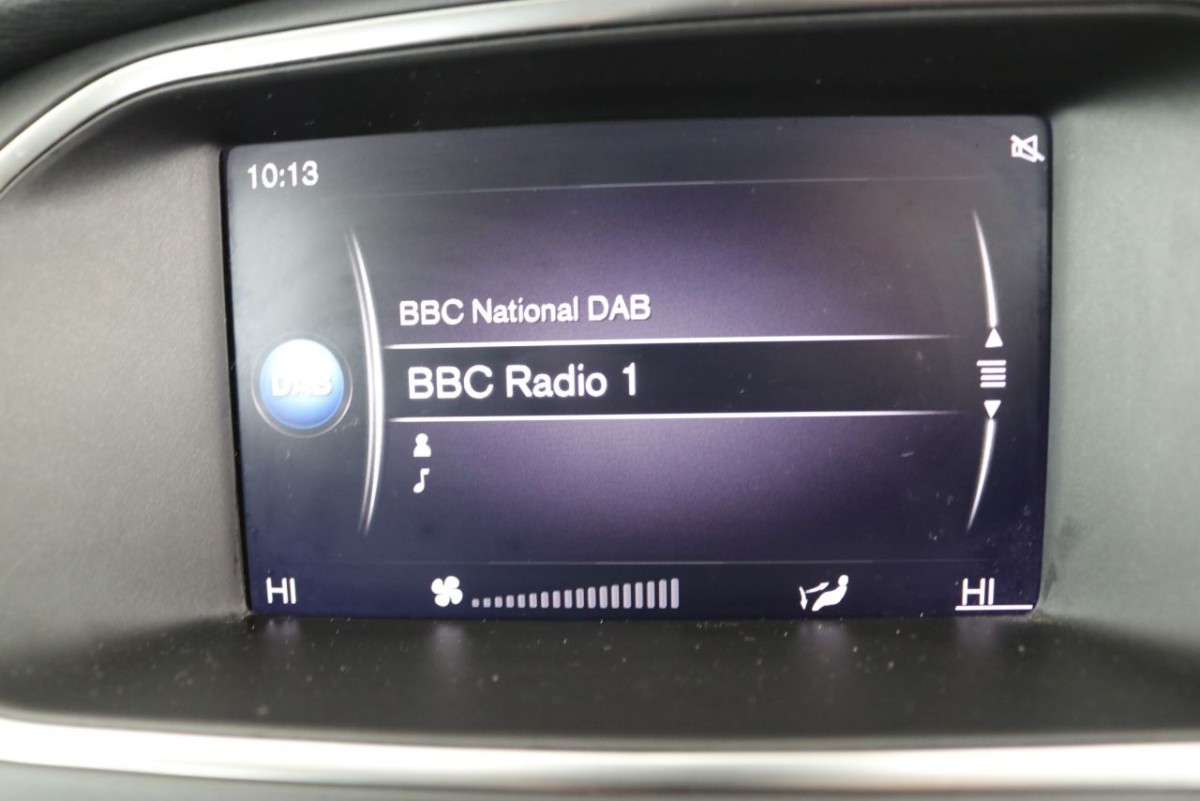 10:13
BBC National DAB
DAB
BBC Radio 1
HI
HI